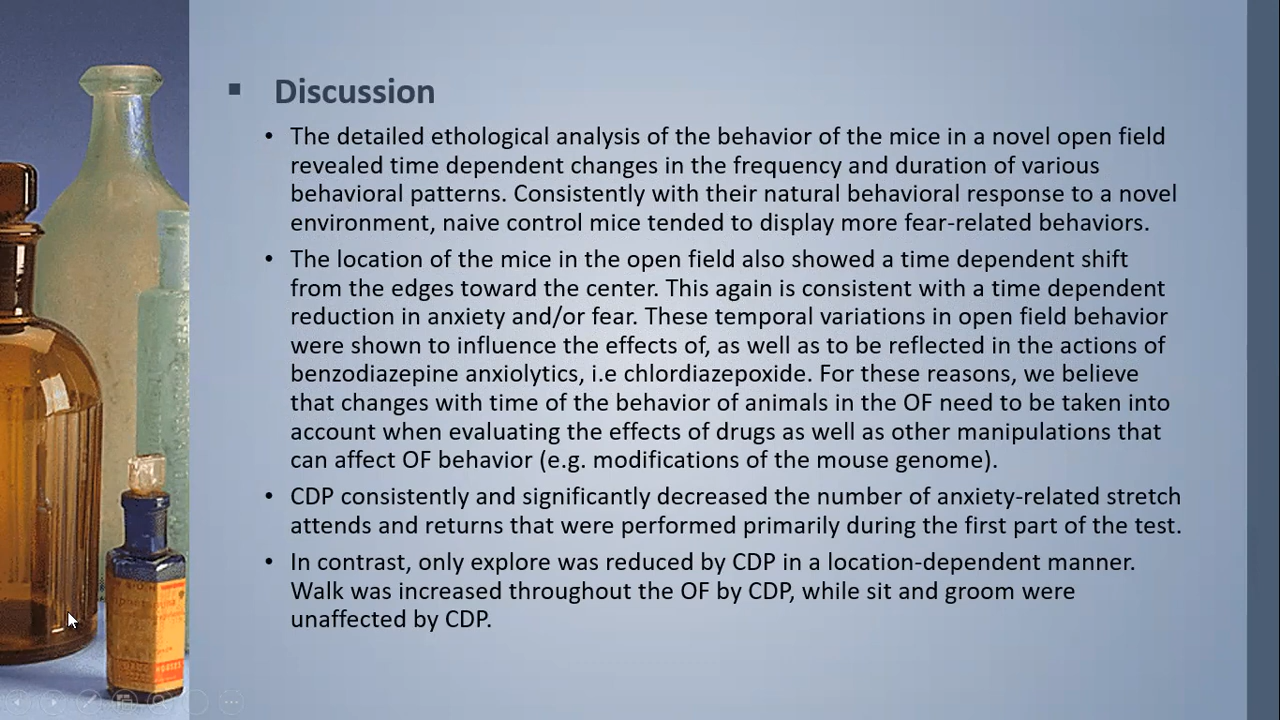 Discussion
The detailed ethological analysis of the behavior of the mice in a novel open field
revealed time dependent changes in the frequency and duration of various
behavioral patterns. Consistently with their natural behavioral response to a novel
environment, naive control mice tended to display more fear-related behaviors.
The location of the mice in the open field also showed a time dependent shift
from the edges toward the center. This again is consistent with a time dependent
reduction in anxiety and/or fear. These temporal variations in open field behavior
were shown to influence the effects of, as well as to be reflected in the actions of
benzodiazepine anxiolytics, i.e chlordiazepoxide. For these reasons, we believe
that changes with time of the behavior of animals in the OF need to be taken into
account when evaluating the effects of drugs as well as other manipulations that
can affect OF behavior (e.g. modifications of the mouse genome).
CDP consistently and significantly decreased the number of anxiety-related stretch
attends and returns that were performed primarily during the first part of the test.
In contrast, only explore was reduced by CDP in a location-dependent manner.
Walk was increased throughout the OF by CDP, while sit and groom were
unaffected by CDP.